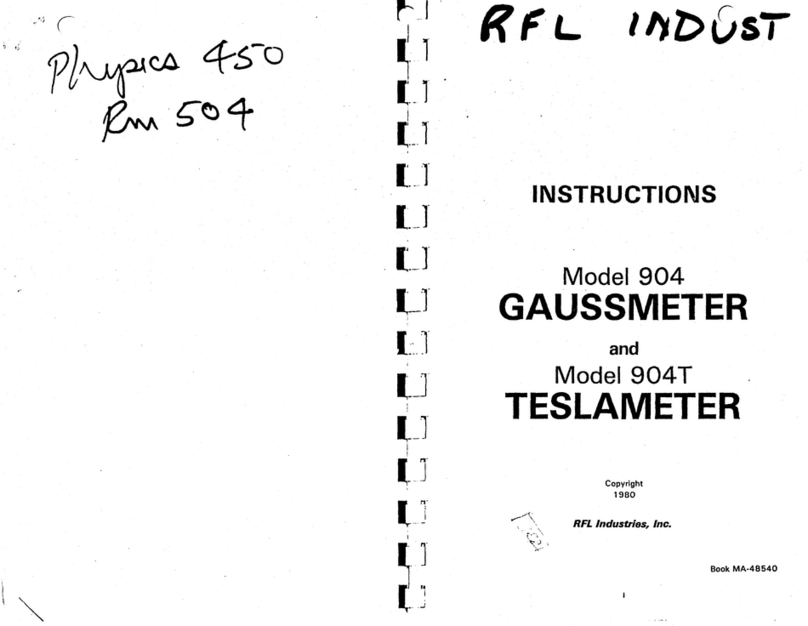 Physics 450
Rm 504
RFL INDUST
INSTRUCTIONS
Model 904
GAUSSMETER
and
Model 904T
TESLAMETER
Copyright
1980
RFL Industries, Inc.
Book MA-48540